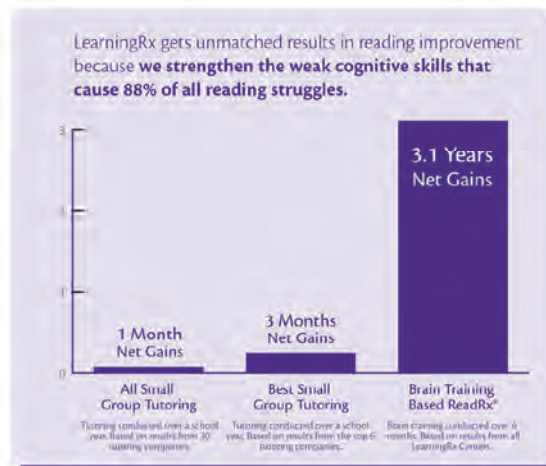 LearningRx gets unmatched results in reading improvement
because we strengthen the weak cognitive skills that
cause 88% of all reading struggles.
3
2
1
0
1 Month
Net Gains
3 Months
Net Gains
3.1 Years
Net Gains
All Small
Group Tutoring
Tutoring conducted over a school
year. Based on results from 30
tutoring companies.
Best Small
Group Tutoring
Tutoring conducted over a school
year. Based on results from the top 6
tutoring companies.
Brain Training
Based ReadRx®
Brain training conducted over 6
months. Based on results from all
LearningRx Centers.